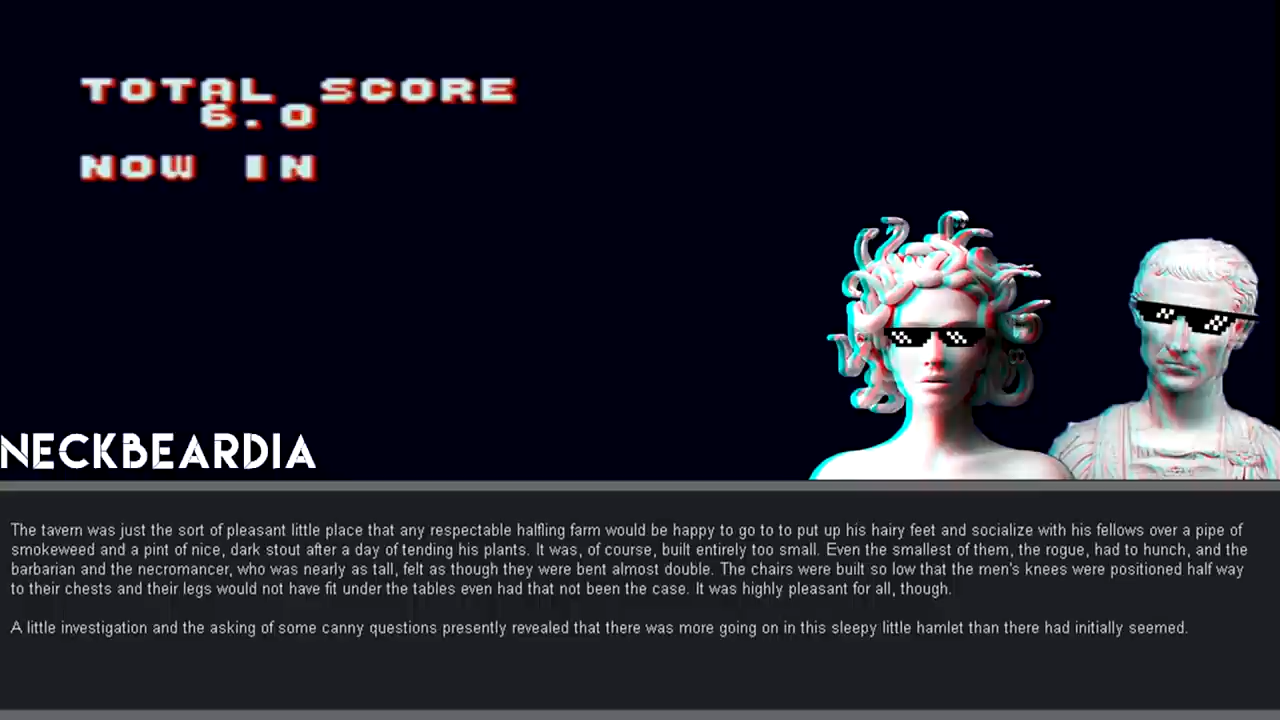 TOTAL SCORE
6.0
NOW IN
NECKBEARDIA
The tavern was just the sort of pleasant little place that any respectable halfling farm would be happy to go to to put up his hairy feet and socialize with his fellows over a pipe of
smokeweed and a pint of nice, dark stout after a day of tending his plants. It was, of course, built entirely too small. Even the smallest of them, the rogue, had to hunch, and the
barbarian and the necromancer, who was nearly as tall, felt as though they were bent almost double. The chairs were built so low that the men's knees were positioned half way
to their chests and their legs would not have fit under the tables even had that not been the case. It was highly pleasant for all, though.
A little investigation and the asking of some canny questions presently revealed that there was more going on in this sleepy little hamlet than there had initially seemed.